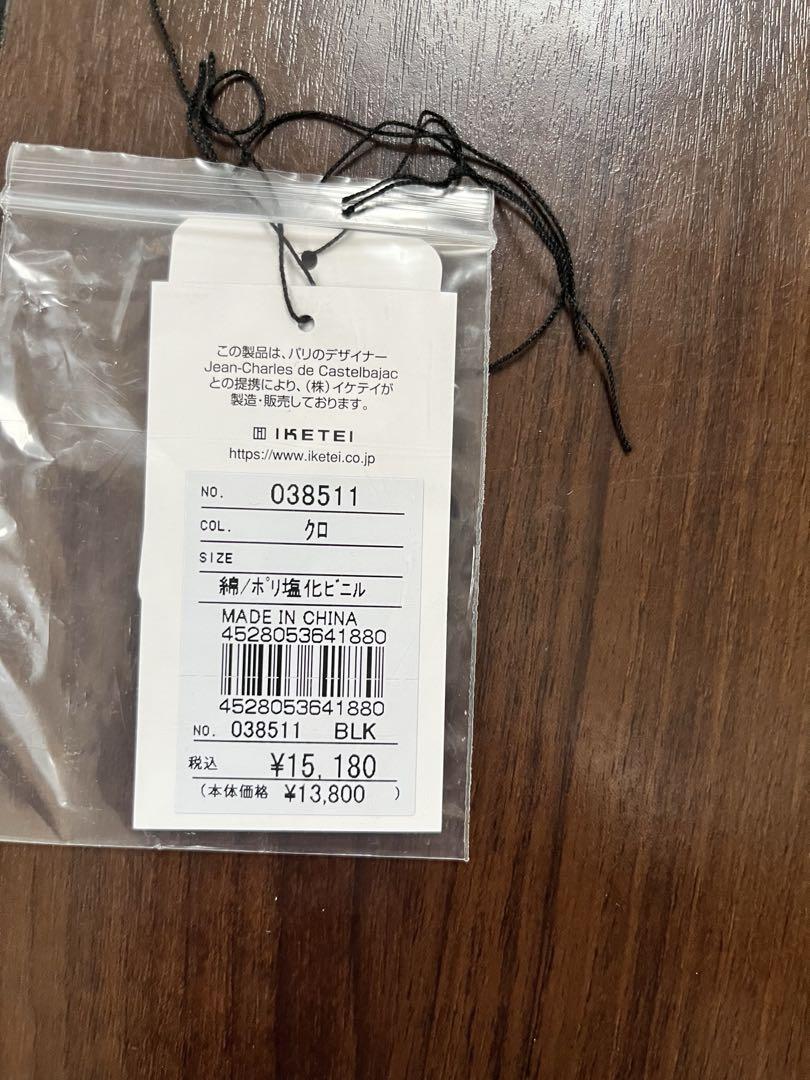 この製品は、パリのデザイナー
Jean-Charles de Castelbajac
との提携により、(株)イケテイが
製造・販売しております。
IKETEI
https://www.iketei.co.jp
NO. 038511
COL. クロ
SIZE
綿/ポリ塩化ビニル
MADE IN CHINA
4528053641880
4528053641880
NO. 038511 BLK
税込 ¥15,180
(本体価格 ¥13,800 )